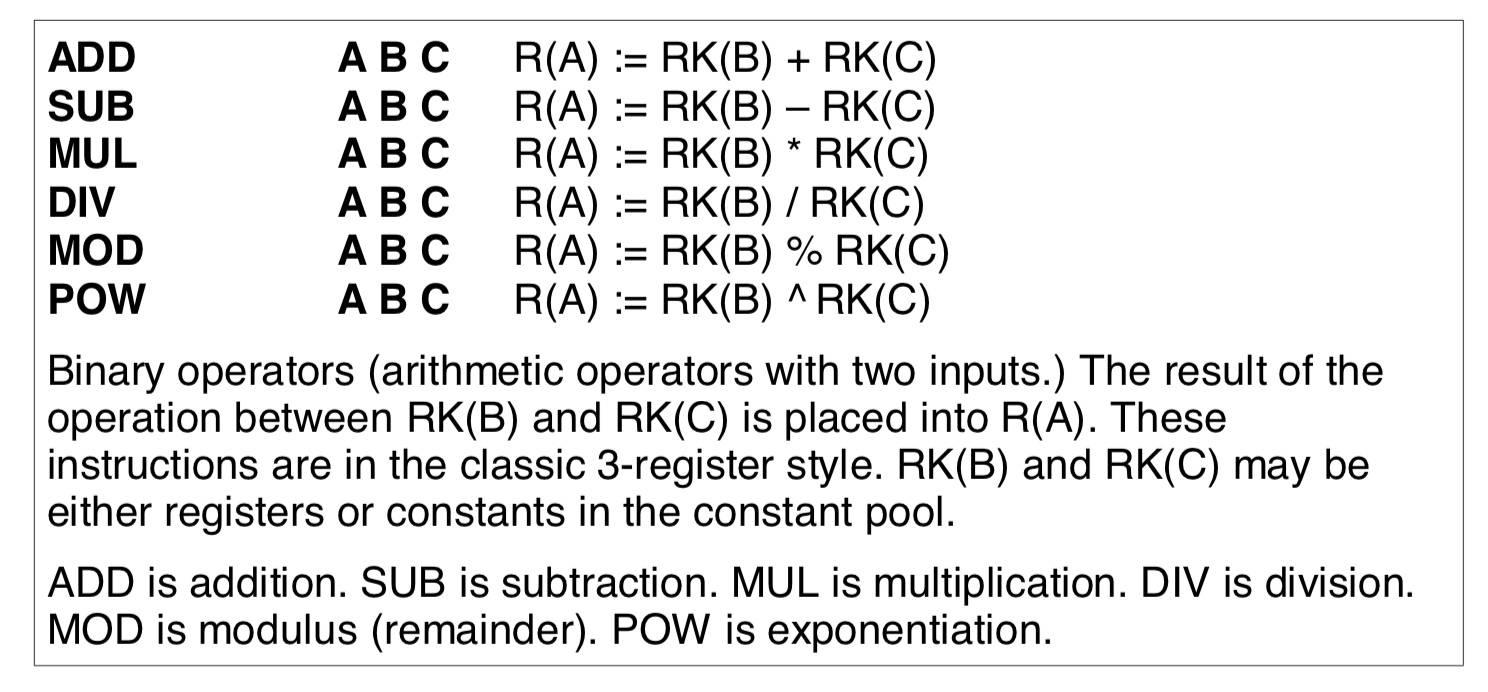 ADD A B C R(A) := RK(B) + RK(C)
SUB A B C R(A) := RK(B) – RK(C)
MUL A B C R(A) := RK(B) * RK(C)
DIV A B C R(A) := RK(B) / RK(C)
MOD A B C R(A) := RK(B) % RK(C)
POW A B C R(A) := RK(B) ^ RK(C)
Binary operators (arithmetic operators with two inputs.) The result of the
operation between RK(B) and RK(C) is placed into R(A). These
instructions are in the classic 3-register style. RK(B) and RK(C) may be
either registers or constants in the constant pool.
ADD is addition. SUB is subtraction. MUL is multiplication. DIV is division.
MOD is modulus (remainder). POW is exponentiation.